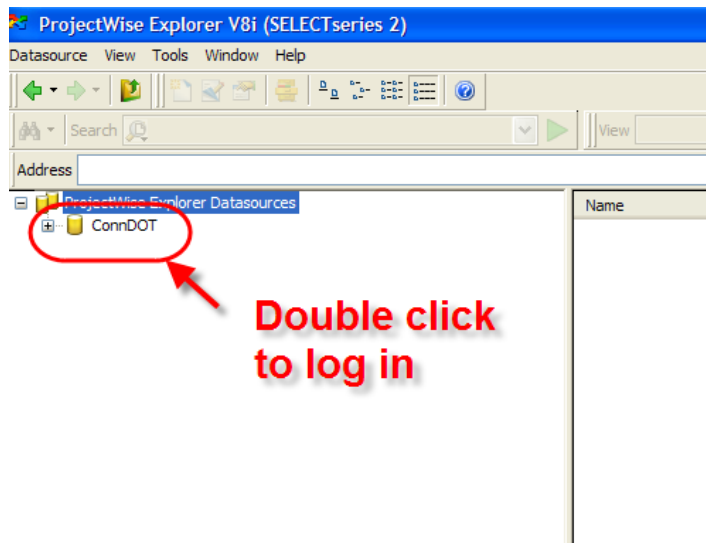 ProjectWise Explorer V8i (SELECTseries 2)
Datasource View Tools Window Help
Search
View
Address
ProjectWise Explorer Datasources
Name
ConnDOT
Double click
to log in